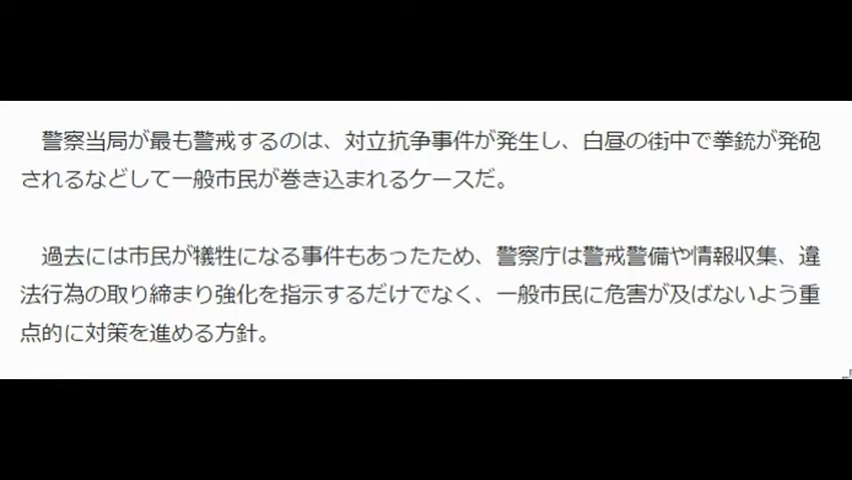 警察当局が最も警戒するのは、対立抗争事件が発生し、白昼の街中で拳銃が発砲
されるなどして一般市民が巻き込まれるケースだ。
過去には市民が犠牲になる事件もあったため、警察庁は警戒警備や情報収集、違
法行為の取り締まり強化を指示するだけでなく、一般市民に危害が及ばないよう重
点的に対策を進める方針。